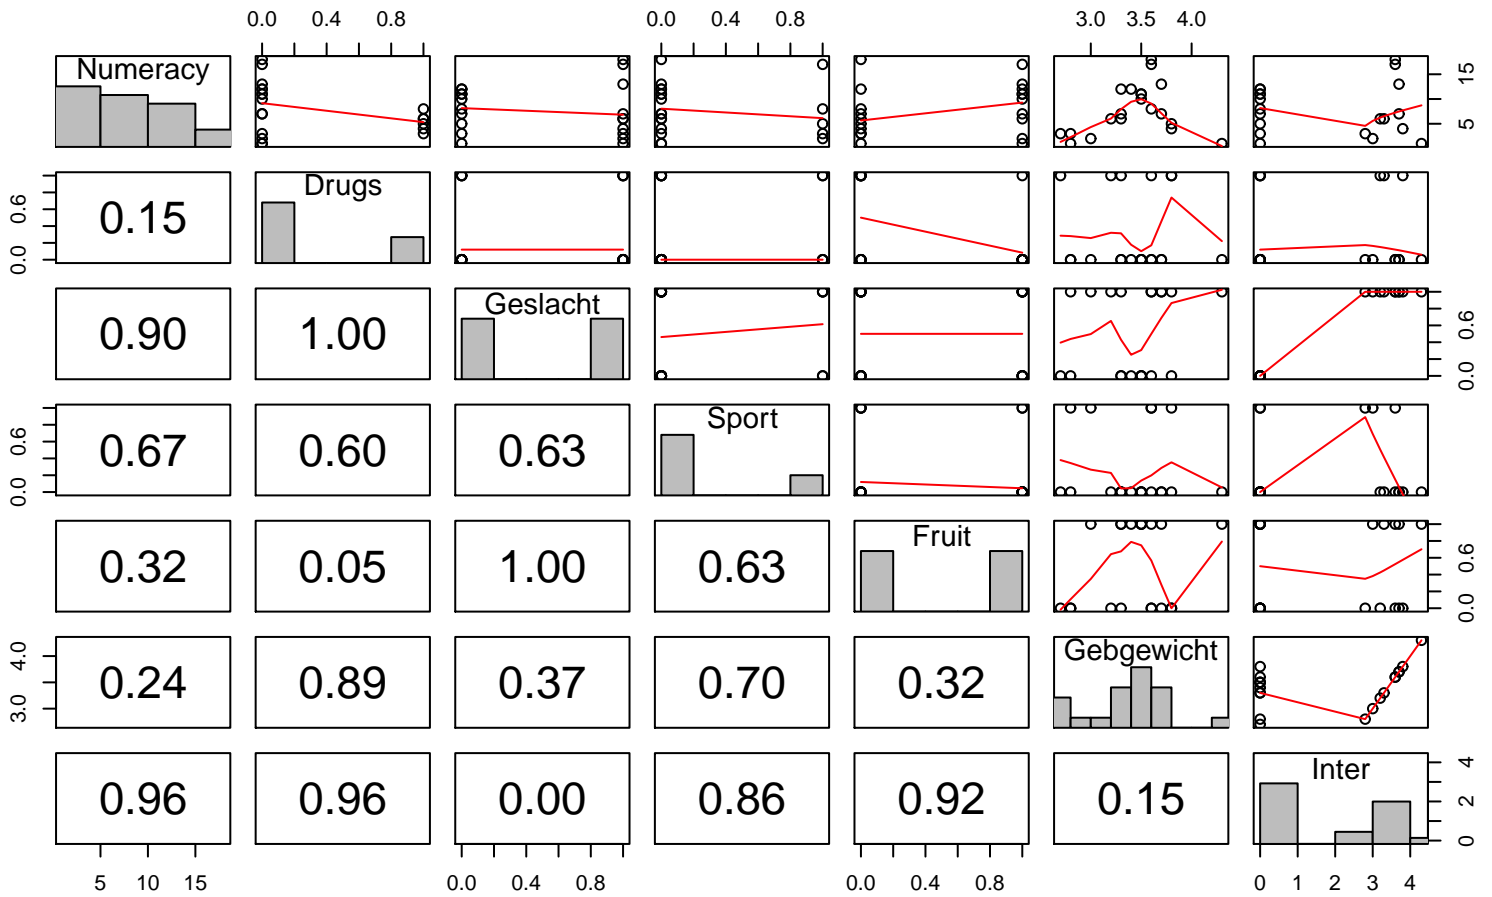 0.0 0.4 0.8 0.0 0.4 0.8 3.0 3.5 4.0
Numeracy 5 15
0.0 0.6 0.15 Drugs
0.90 1.00 Geslacht 0.0 0.6
0.0 0.6 0.67 0.60 0.63 Sport
0.32 0.05 1.00 0.63 Fruit 0.0 0.6
3.0 4.0 0.24 0.89 0.37 0.70 0.32 Gebgewicht
0.96 0.96 0.00 0.86 0.92 0.15 Inter 0 2 4
5 10 15 0.0 0.4 0.8 0.0 0.4 0.8 0 1 2 3 4